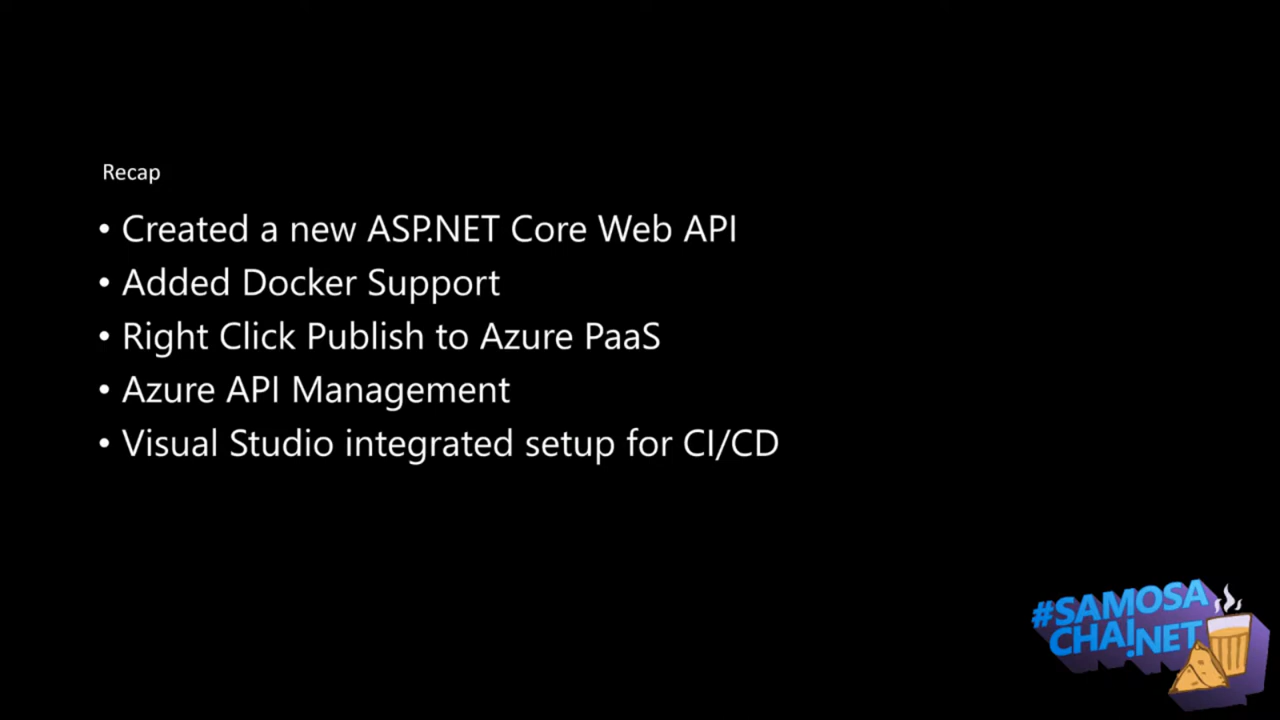 Recap
• Created a new ASP.NET Core Web API
• Added Docker Support
• Right Click Publish to Azure PaaS
• Azure API Management
• Visual Studio integrated setup for CI/CD
#SAMOSA
CHAI.NET